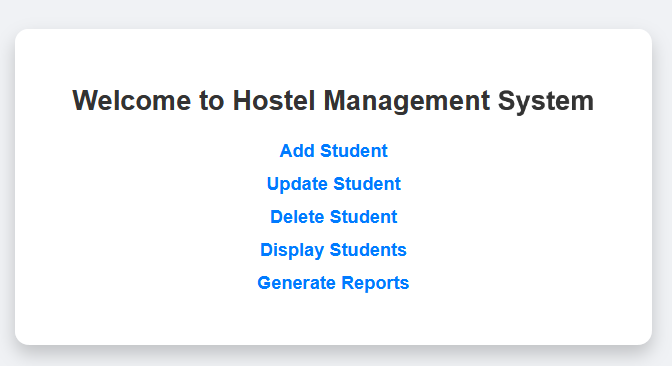 Welcome to Hostel Management System
Add Student
Update Student
Delete Student
Display Students
Generate Reports